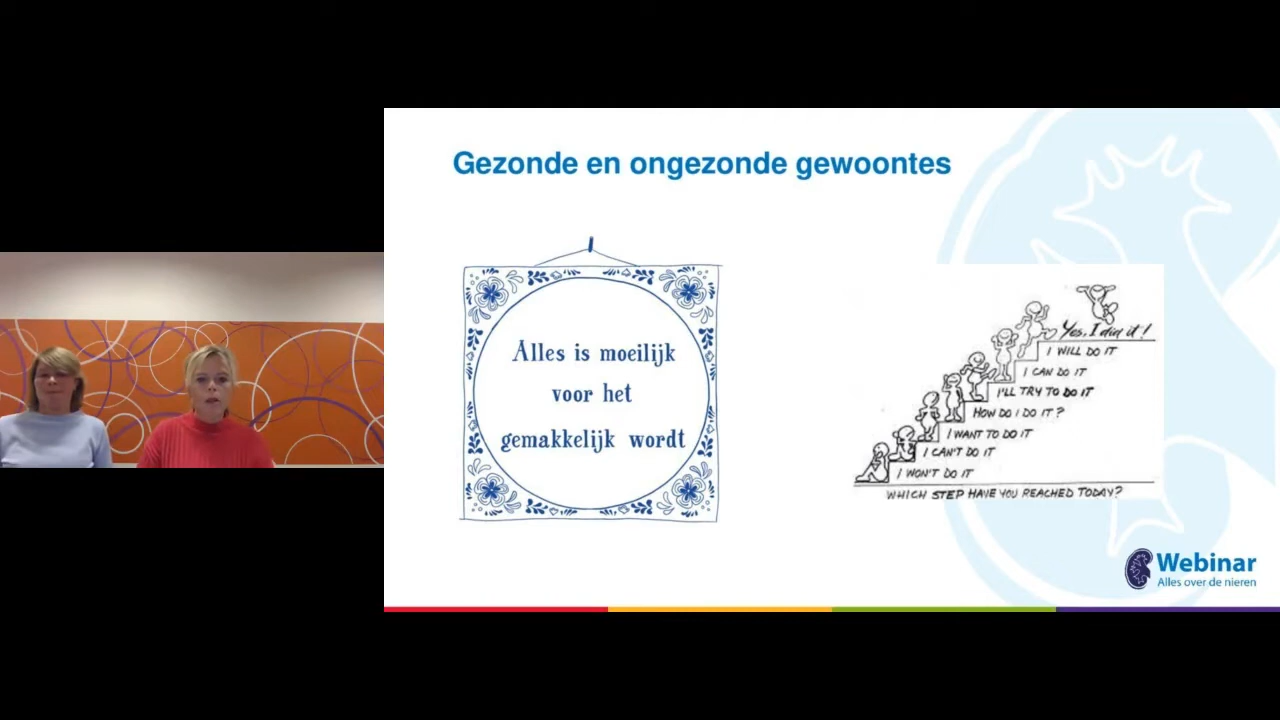 Gezonde en ongezonde gewoontes
Alles is moeilijk
voor het
gemakkelijk wordt
Yes, I did it!
I WILL DO IT
I CAN DO IT
I'LL TRY TO DO IT
HOW DO I DO IT?
I WANT TO DO IT
I CAN'T DO IT
I WON'T DO IT
WHICH STEP HAVE YOU REACHED TODAY?
Webinar
Alles over de nieren